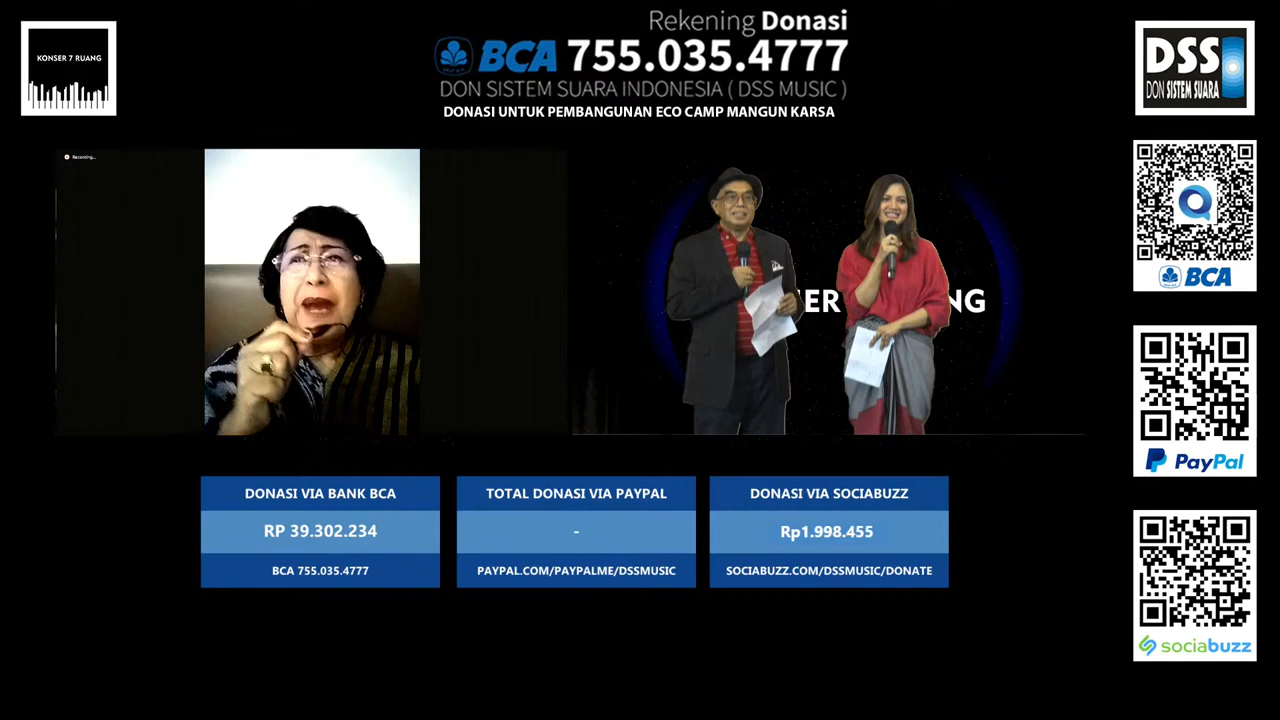 Rekening Donasi
BCA 755.035.4777
DON SISTEM SUARA INDONESIA ( DSS MUSIC )
DONASI UNTUK PEMBANGUNAN ECO CAMP MANGUN KARSA
KONSER 7 RUANG
DSS
DON SISTEM SUARA
Recording...
ER
NG
BCA
PayPal
sociabuzz
DONASI VIA BANK BCA
RP 39.302.234
BCA 755.035.4777
TOTAL DONASI VIA PAYPAL
-
PAYPAL.COM/PAYPALME/DSSMUSIC
DONASI VIA SOCIABUZZ
Rp1.998.455
SOCIABUZZ.COM/DSSMUSIC/DONATE